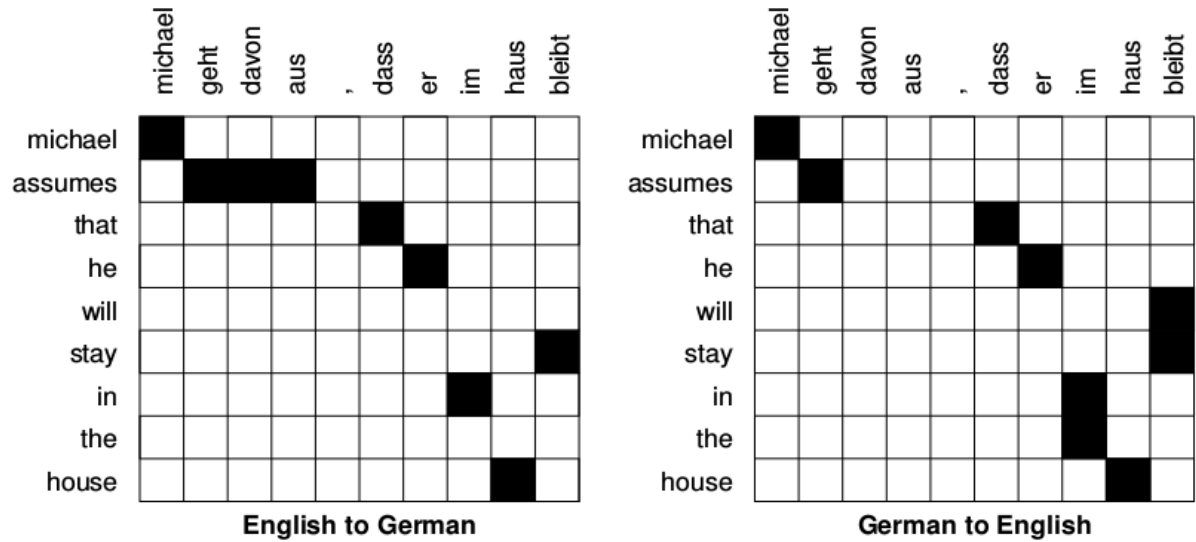 michael geht davon aus , dass er im haus bleibt
michael
assumes
that
he
will
stay
in
the
house
English to German
michael geht davon aus , dass er im haus bleibt
michael
assumes
that
he
will
stay
in
the
house
German to English